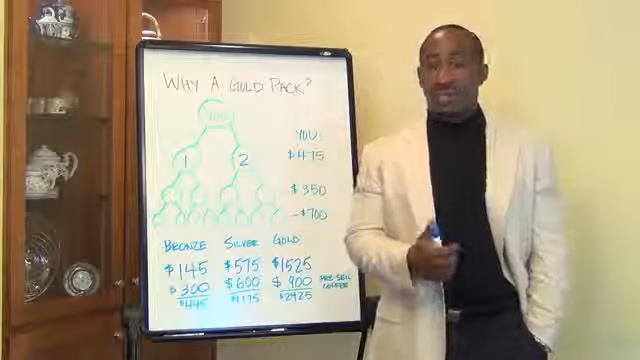 WHY A GOLD PACK?
YOU
1 2
YOU
$475
$350
-$700
BRONZE SILVER GOLD
$145 $575 $1525
$300 $600 $900 PRE SELL
$445 $1175 $2425 COFFEE